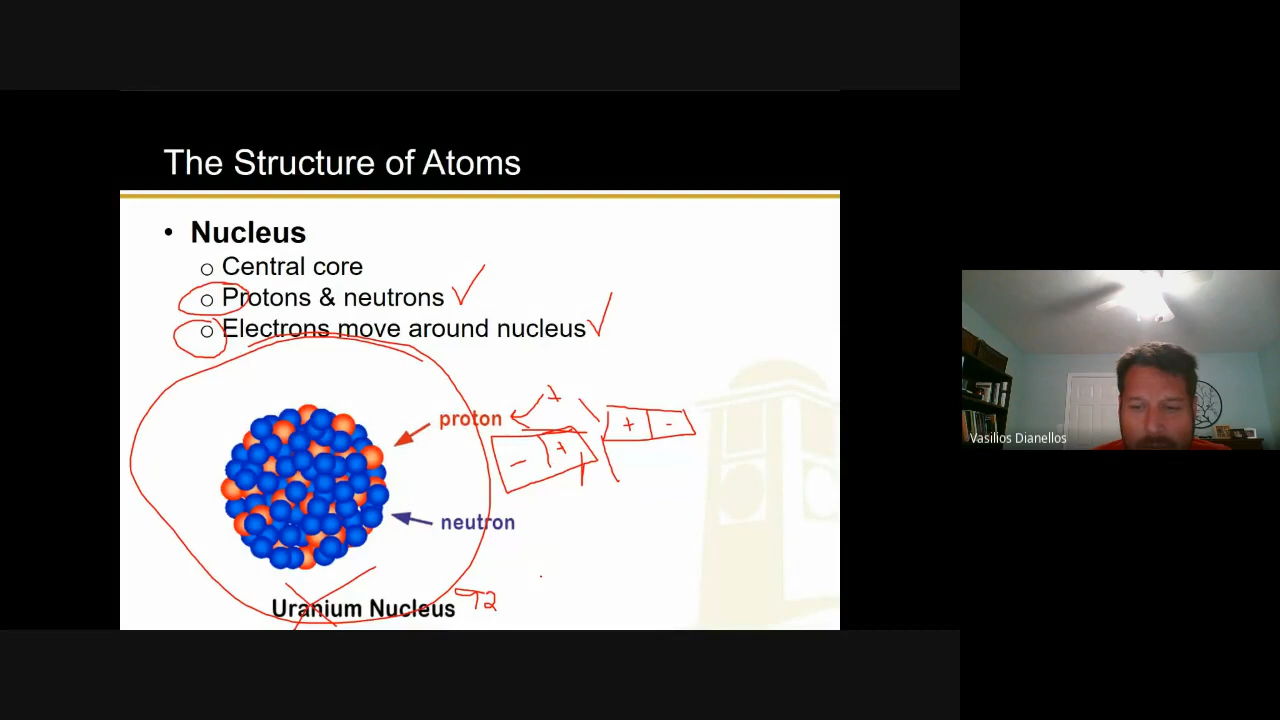 The Structure of Atoms
• Nucleus
o Central core
o Protons & neutrons
o Electrons move around nucleus
+
proton
+ -
- +
Vasilios Dianellos
neutron
Uranium Nucleus